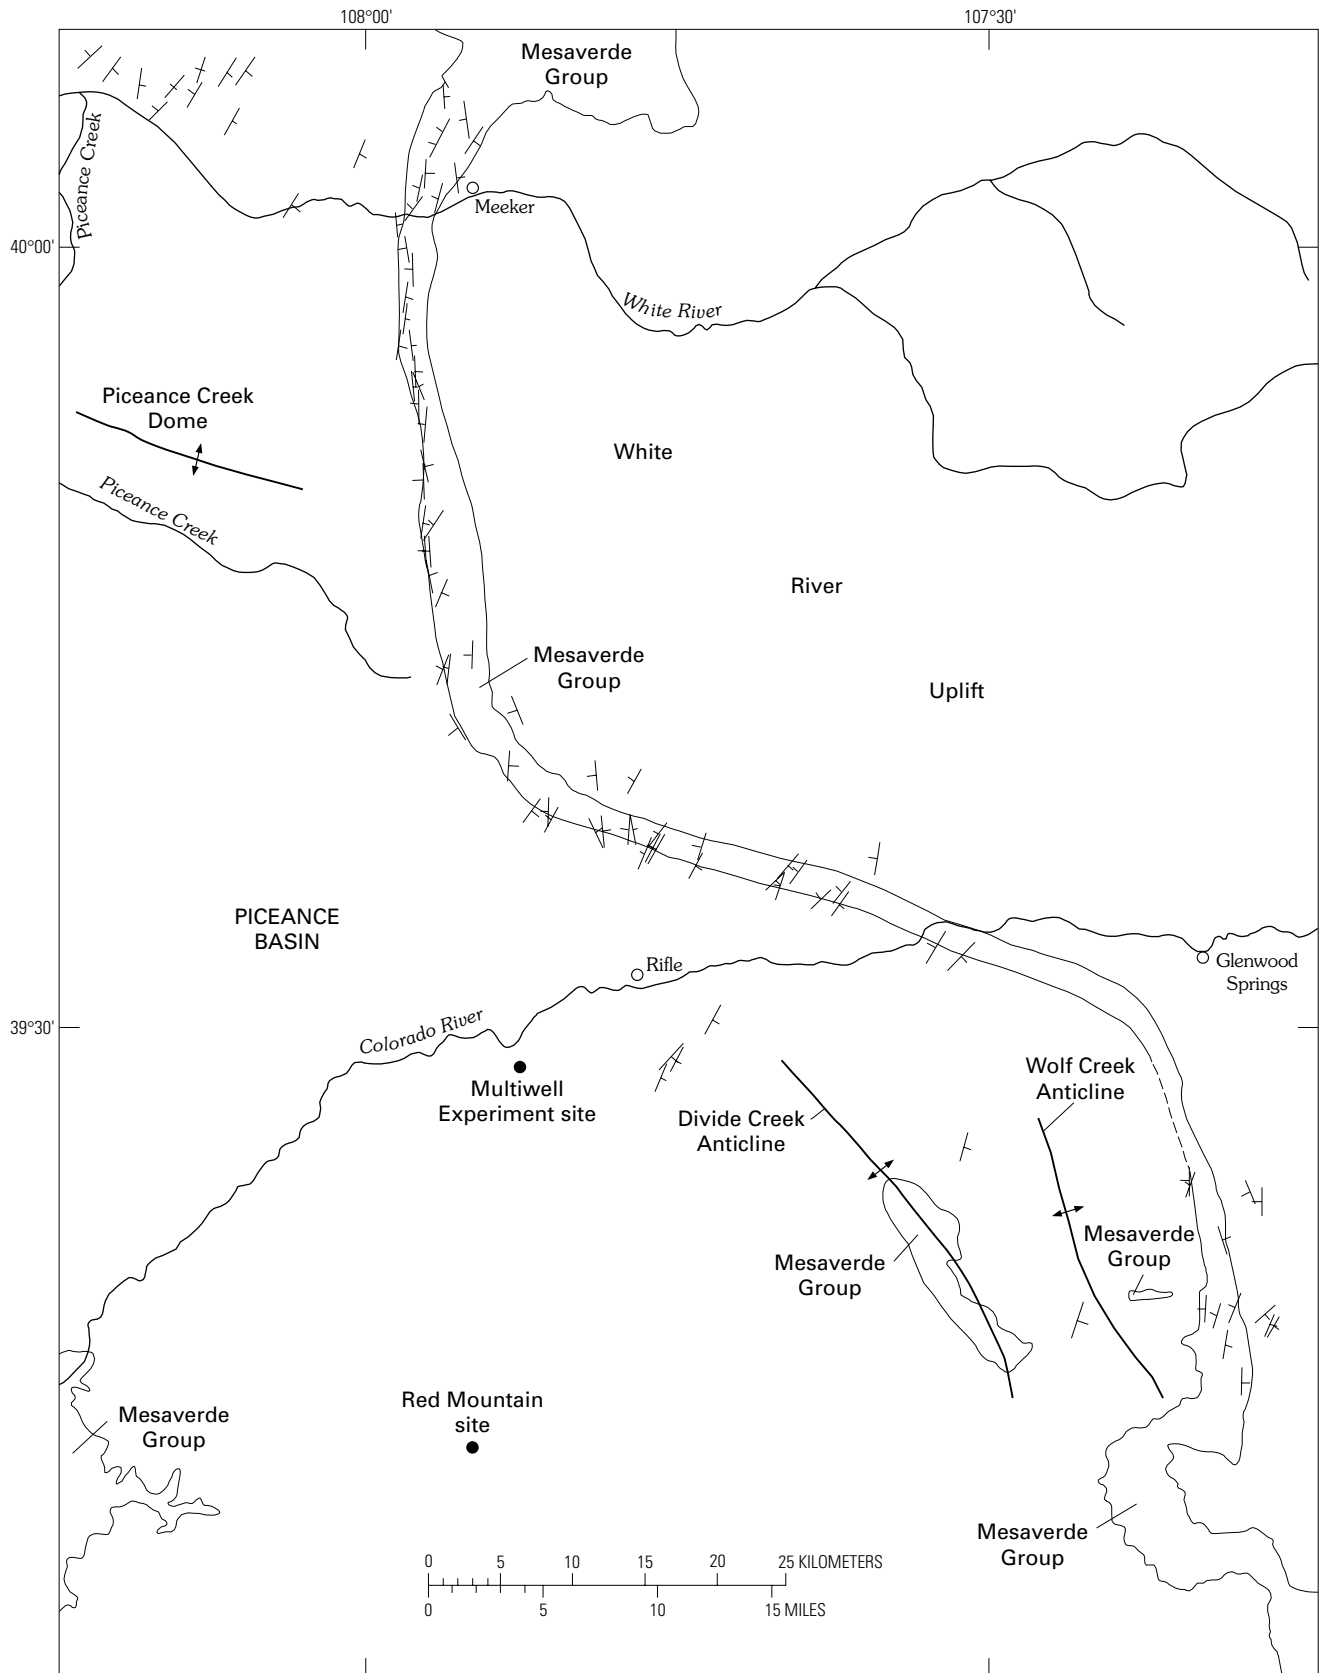 108°00'
107°30'
Mesaverde
Group
Piceance Creek
Meeker
40°00'
White River
Piceance Creek
Dome
White
Piceance Creek
River
Mesaverde
Group
Uplift
PICEANCE
BASIN
Rifle
Glenwood
Springs
39°30'
Colorado River
Multiwell
Experiment site
Wolf Creek
Anticline
Divide Creek
Anticline
Mesaverde
Group
Mesaverde
Group
Red Mountain
site
Mesaverde
Group
Mesaverde
Group
0 5 10 15 20 25 KILOMETERS
0 5 10 15 MILES